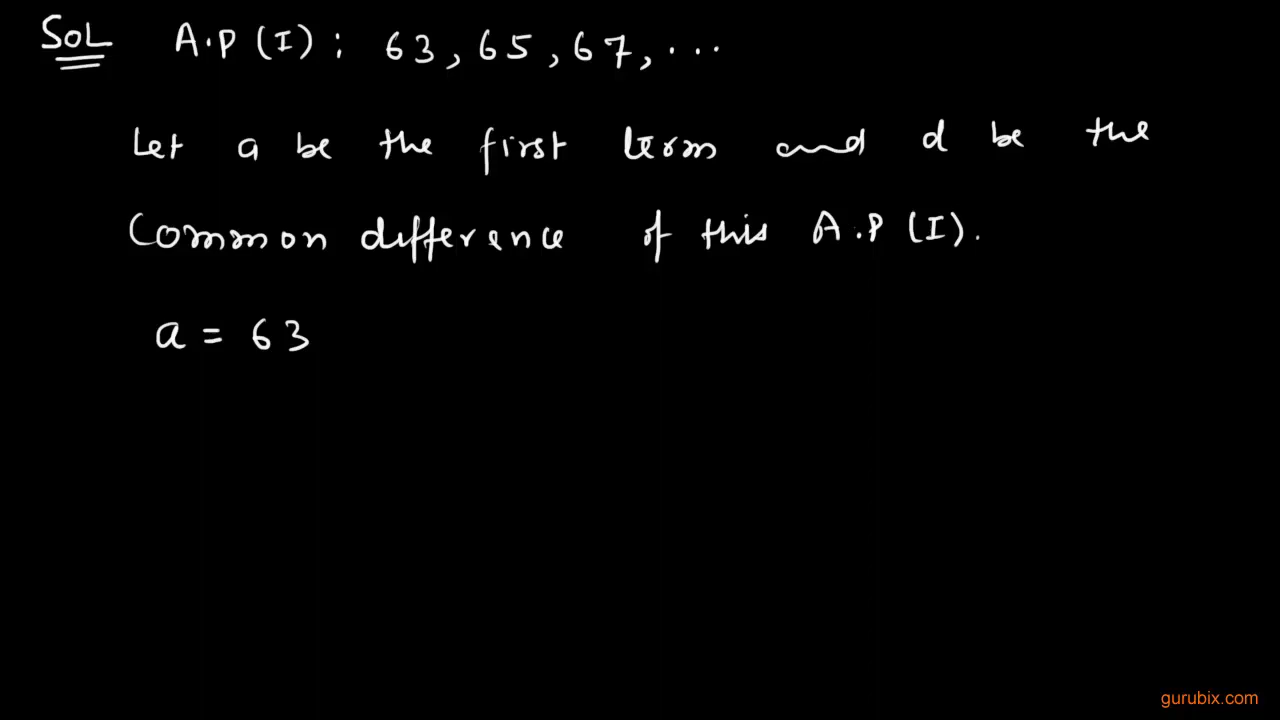 SOL A.P (I) : 63, 65, 67, ...
Let a be the first term and d be the
Common difference of this A.P (I).
a = 63
gurubix.com